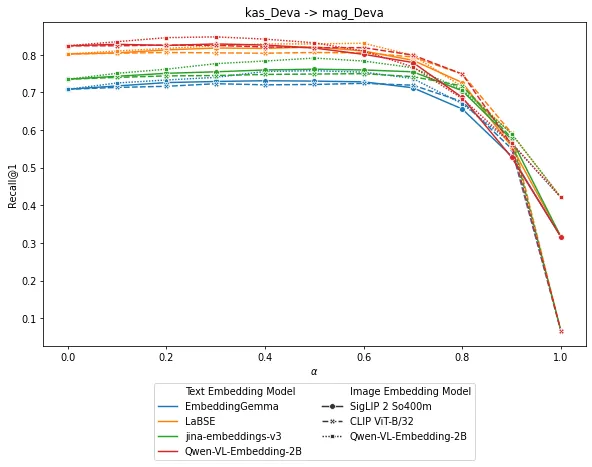 kas_Deva -> mag_Deva
Recall@1
0.8
0.7
0.6
0.5
0.4
0.3
0.2
0.1
0.0 0.2 0.4 0.6 0.8 1.0
α
Text Embedding Model
EmbeddingGemma
LaBSE
jina-embeddings-v3
Qwen-VL-Embedding-2B
Image Embedding Model
SigLIP 2 So400m
CLIP ViT-B/32
Qwen-VL-Embedding-2B